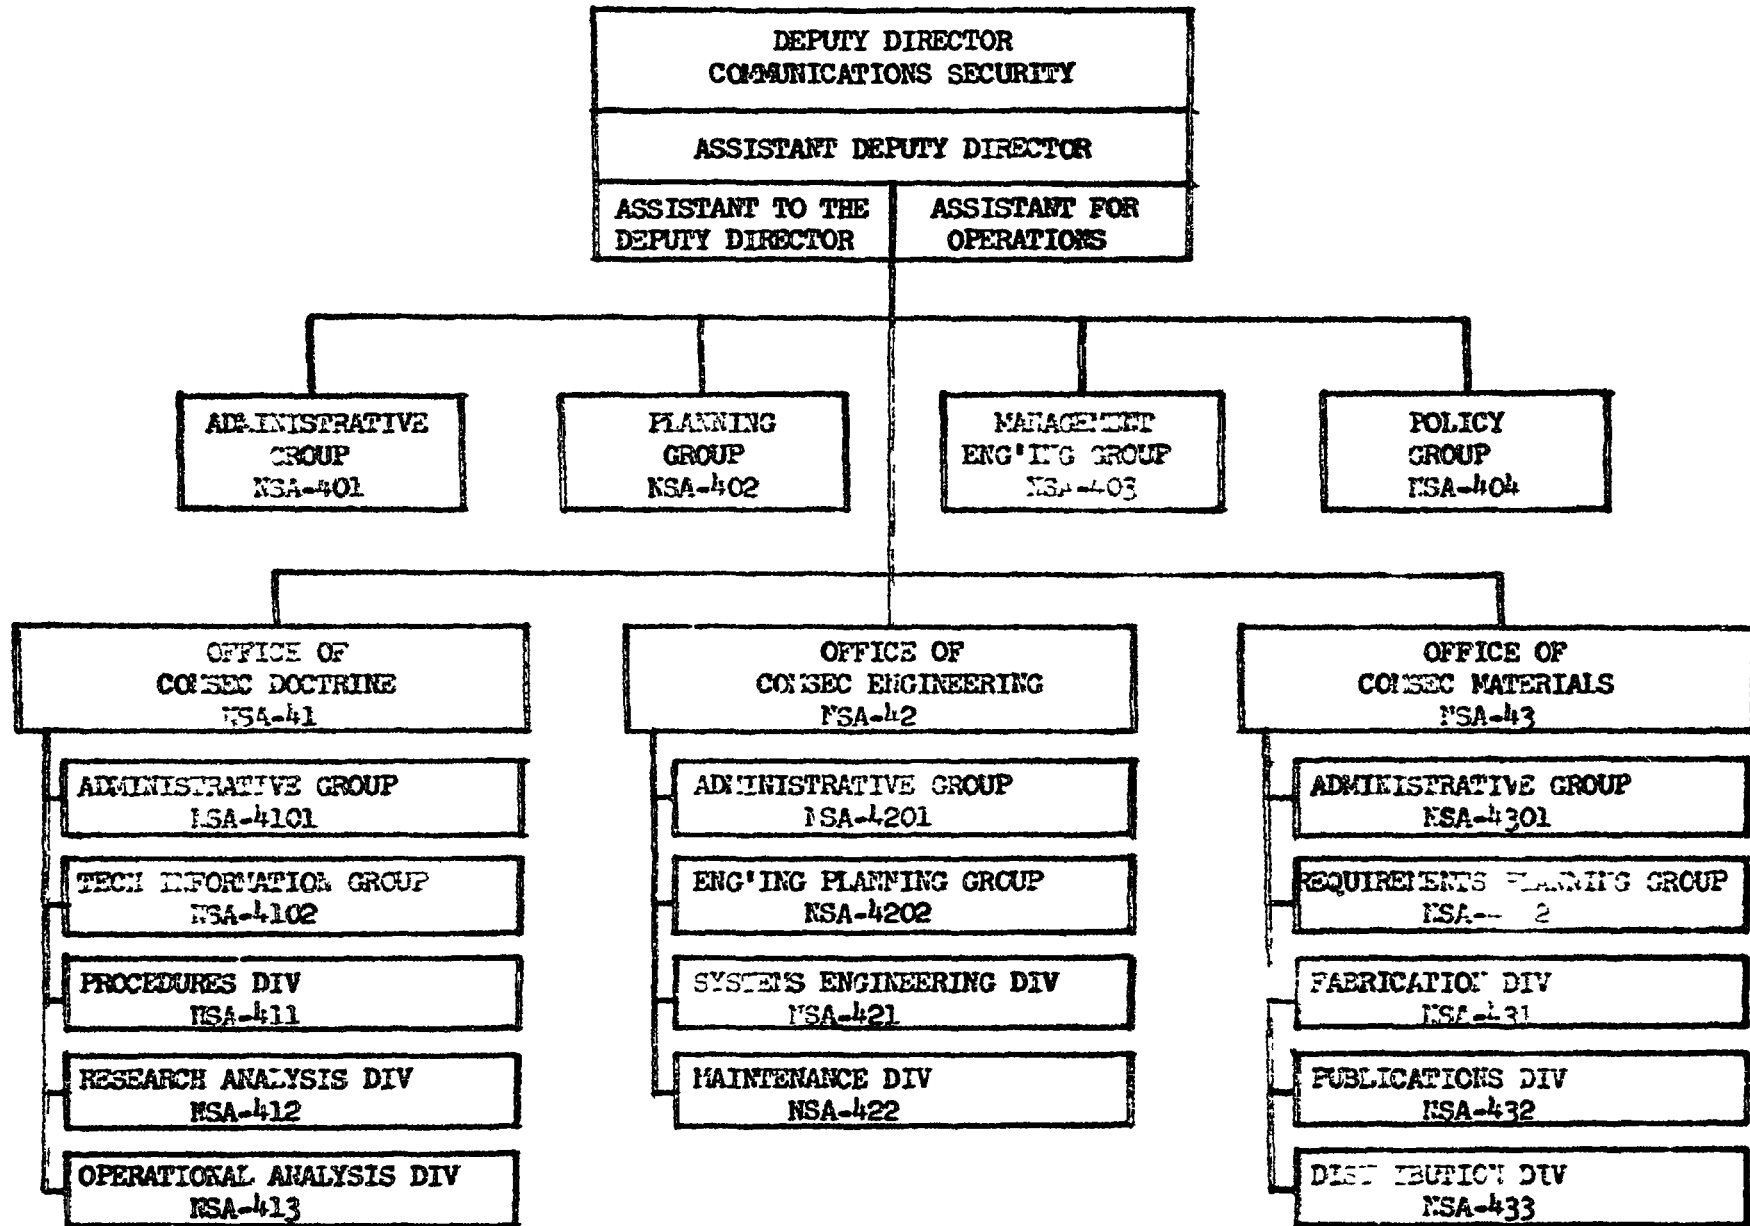 DEPUTY DIRECTOR
COMMUNICATIONS SECURITY
ASSISTANT DEPUTY DIRECTOR
ASSISTANT TO THE
DEPUTY DIRECTOR
ASSISTANT FOR
OPERATIONS
ADMINISTRATIVE
GROUP
NSA-401
PLANNING
GROUP
NSA-402
MANAGEMENT
ENG'ING GROUP
NSA-403
POLICY
GROUP
NSA-404
OFFICE OF
COMSEC DOCTRINE
NSA-41
ADMINISTRATIVE GROUP
NSA-4101
TECH INFORMATION GROUP
NSA-4102
PROCEDURES DIV
NSA-411
RESEARCH ANALYSIS DIV
NSA-412
OPERATIONAL ANALYSIS DIV
NSA-413
OFFICE OF
COMSEC ENGINEERING
NSA-42
ADMINISTRATIVE GROUP
NSA-4201
ENG'ING PLANNING GROUP
NSA-4202
SYSTEMS ENGINEERING DIV
NSA-421
MAINTENANCE DIV
NSA-422
OFFICE OF
COMSEC MATERIALS
NSA-43
ADMINISTRATIVE GROUP
NSA-4301
REQUIREMENTS PLANNING GROUP
FABRICATION DIV
NSA-431
PUBLICATIONS DIV
NSA-432
DISTRIBUTION DIV
NSA-433